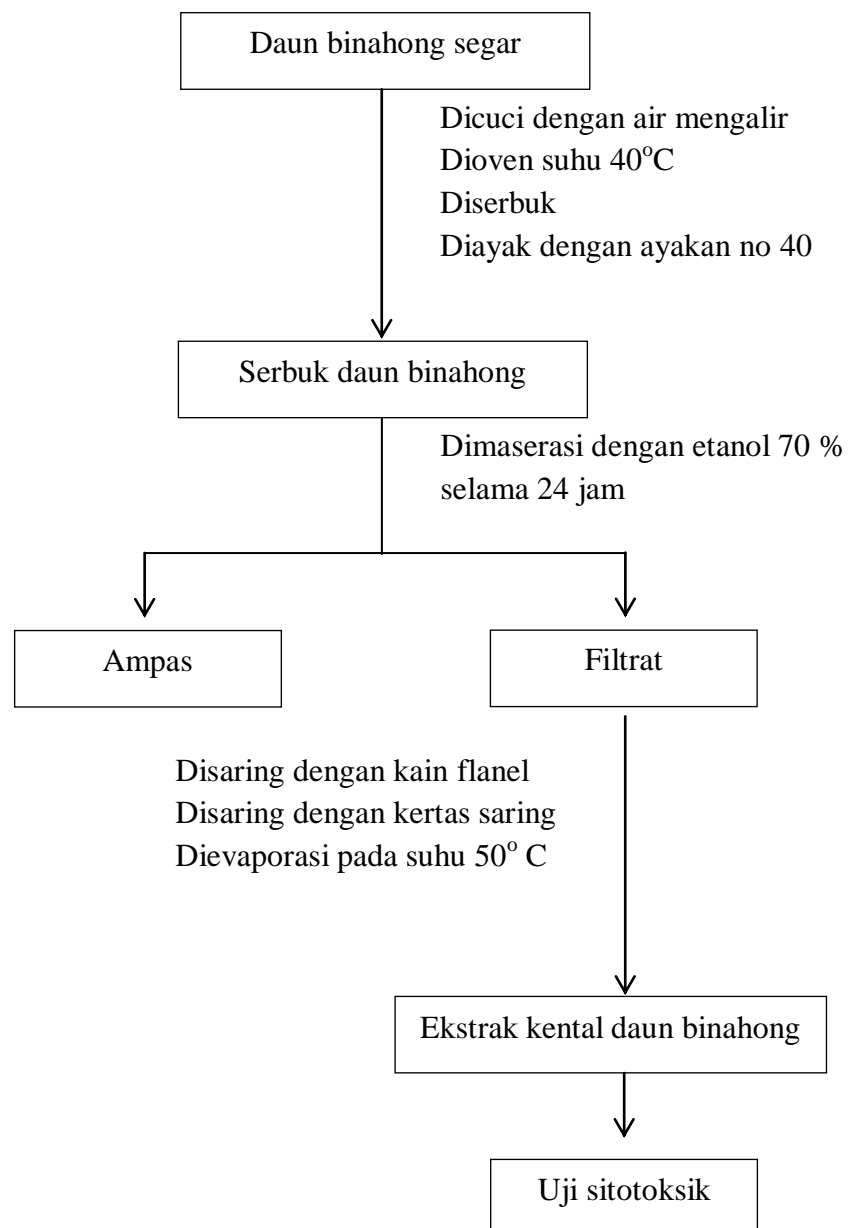 Daun binahong segar
Dicuci dengan air mengalir
Dioven suhu 40°C
Diserbuk
Diayak dengan ayakan no 40
Serbuk daun binahong
Dimaserasi dengan etanol 70 %
selama 24 jam
Ampas
Filtrat
Disaring dengan kain flanel
Disaring dengan kertas saring
Dievaporasi pada suhu 50° C
Ekstrak kental daun binahong
Uji sitotoksik